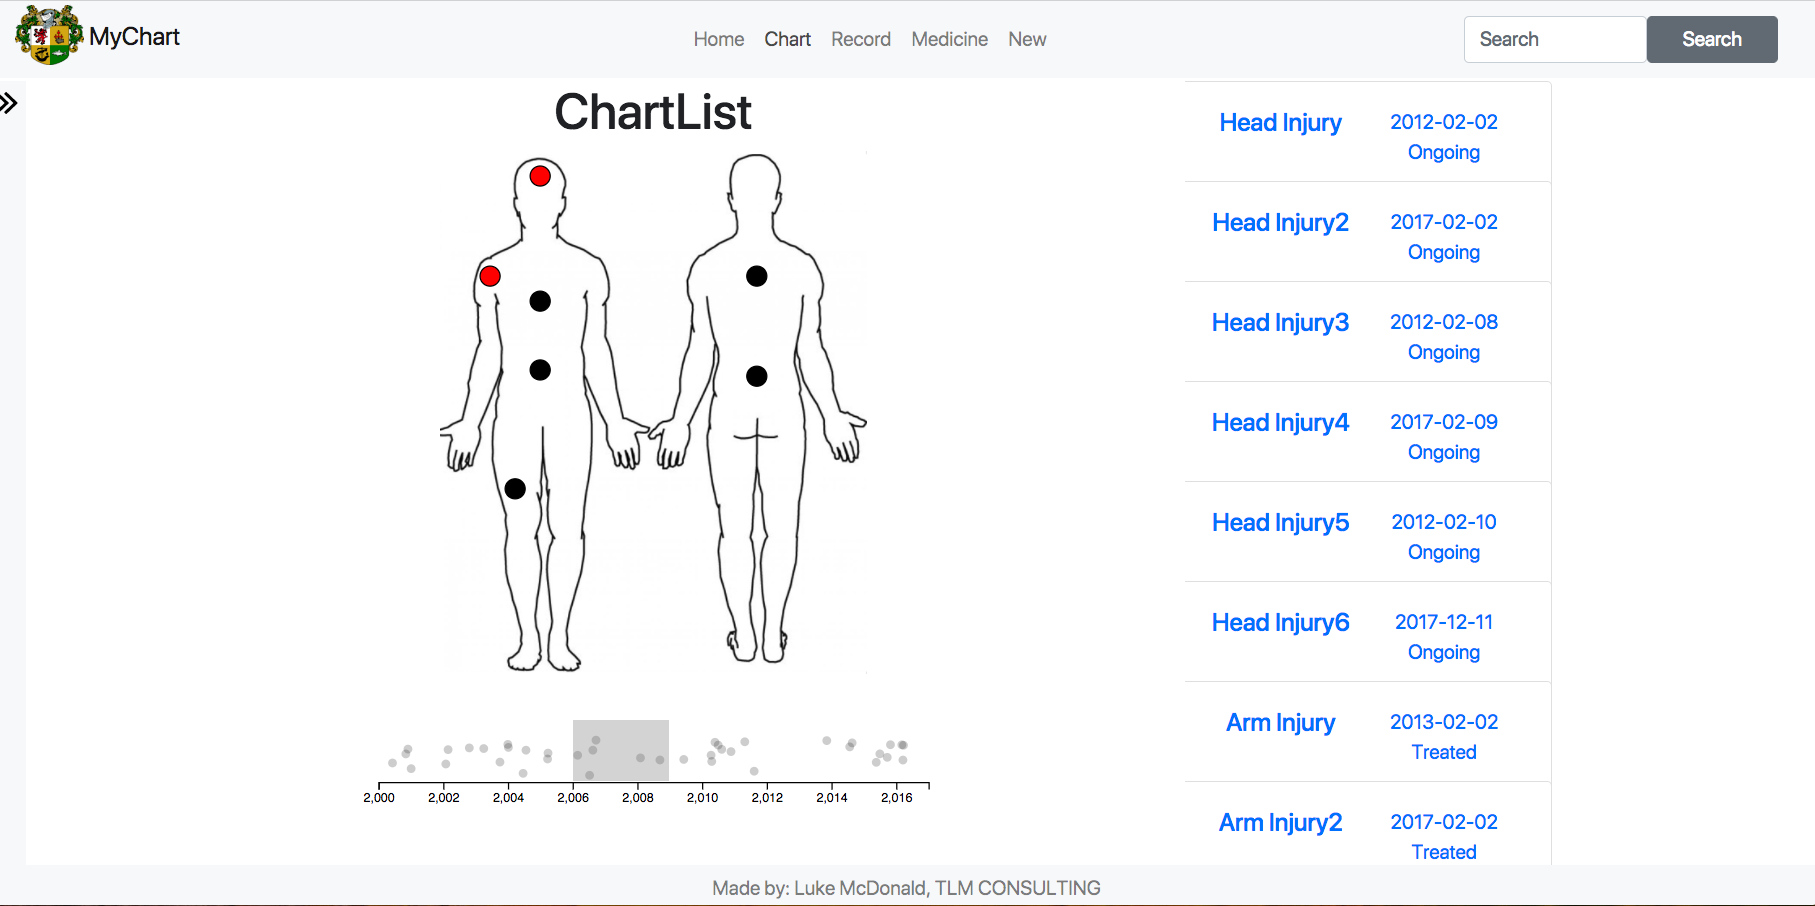 MyChart
Home Chart Record Medicine New
Search Search
ChartList
Head Injury 2012-02-02
Ongoing
Head Injury2 2017-02-02
Ongoing
Head Injury3 2012-02-08
Ongoing
Head Injury4 2017-02-09
Ongoing
Head Injury5 2012-02-10
Ongoing
Head Injury6 2017-12-11
Ongoing
Arm Injury 2013-02-02
Treated
Arm Injury2 2017-02-02
Treated
2,000 2,002 2,004 2,006 2,008 2,010 2,012 2,014 2,016
Made by: Luke McDonald, TLM CONSULTING